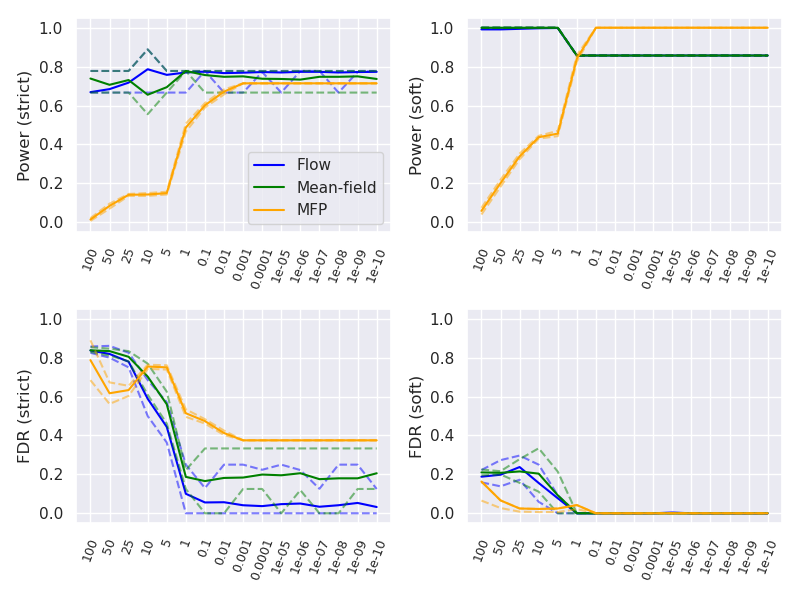 Power (strict)
1.0
0.8
0.6
0.4
0.2
0.0
Flow
Mean-field
MFP
100
50
25
10
5
1
0.1
0.01
0.001
0.0001
1e-05
1e-06
1e-07
1e-08
1e-09
1e-10
Power (soft)
1.0
0.8
0.6
0.4
0.2
0.0
100
50
25
10
5
1
0.1
0.01
0.001
0.0001
1e-05
1e-06
1e-07
1e-08
1e-09
1e-10
FDR (strict)
1.0
0.8
0.6
0.4
0.2
0.0
100
50
25
10
5
1
0.1
0.01
0.001
0.0001
1e-05
1e-06
1e-07
1e-08
1e-09
1e-10
FDR (soft)
1.0
0.8
0.6
0.4
0.2
0.0
100
50
25
10
5
1
0.1
0.01
0.001
0.0001
1e-05
1e-06
1e-07
1e-08
1e-09
1e-10